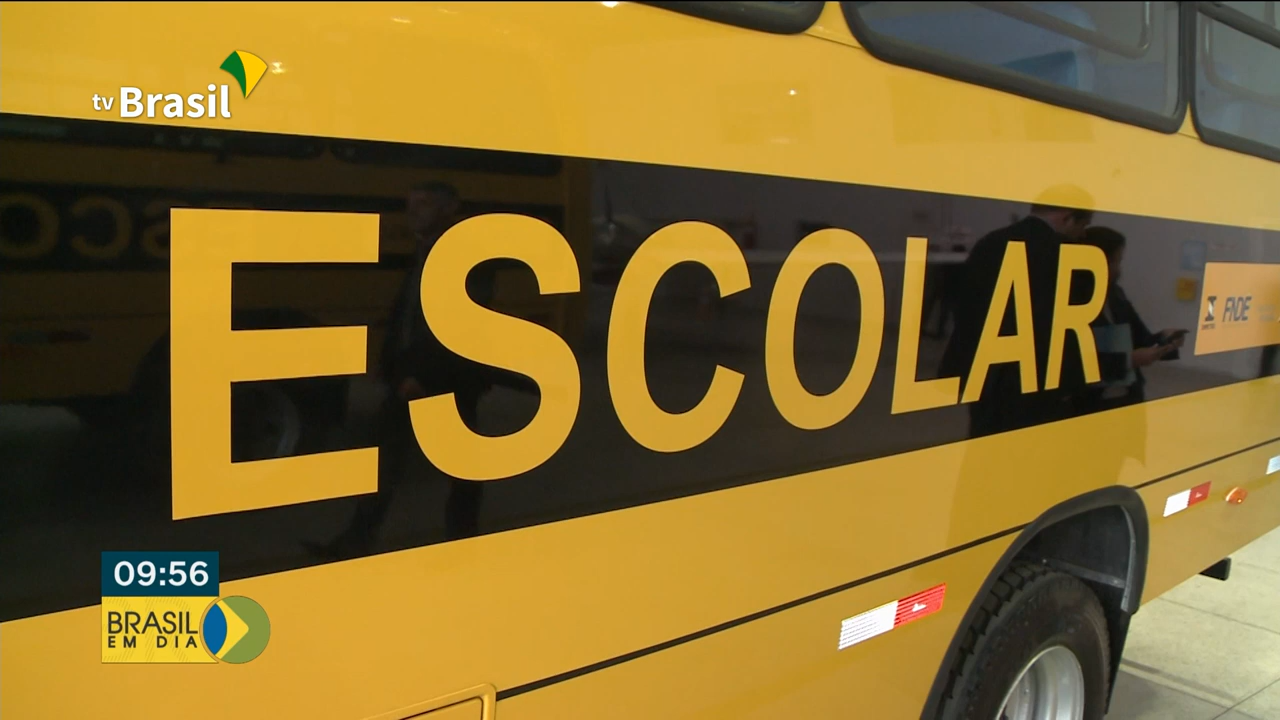 tv Brasil
ESCOLAR
FNDE
09:56
BRASIL
EM DIA